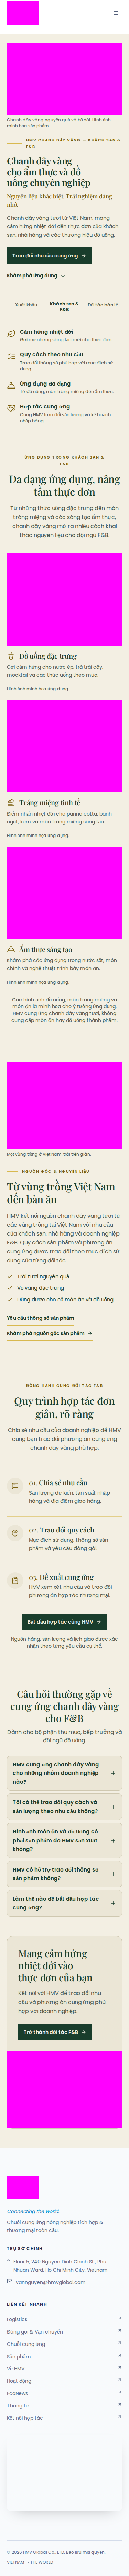 Chanh dây vàng nguyên quả và bổ đôi. Hình ảnh
minh họa sản phẩm.
HMV CHANH DÂY VÀNG — KHÁCH SẠN &
F&B
Chanh dây vàng
cho ẩm thực và đồ
uống chuyên nghiệp
Nguyên liệu khác biệt. Trải nghiệm đáng
nhớ.
Chanh dây vàng từ Việt Nam, mang
cảm hứng nhiệt đới đến quầy bar, khách
sạn, nhà hàng và các thương hiệu đồ uống.
Trao đổi nhu cầu cung ứng →
Khám phá ứng dụng ↓
Xuất khẩu
Khách sạn &
F&B
Đối tác bán lẻ
Cảm hứng nhiệt đới
Gợi mở những sáng tạo mới cho thực đơn.
Quy cách theo nhu cầu
Trao đổi thông số phù hợp với mục đích sử
dụng.
Ứng dụng đa dạng
Từ đồ uống, món tráng miệng đến ẩm thực.
Hợp tác cung ứng
Cùng HMV trao đổi sản lượng và kế hoạch
nhập hàng.
ỨNG DỤNG TRONG KHÁCH SẠN &
F&B
Đa dạng ứng dụng, nâng
tầm thực đơn
Từ những thức uống đặc trưng đến món
tráng miệng và các sáng tạo ẩm thực,
chanh dây vàng mở ra nhiều cách khai
thác nguyên liệu cho đội ngũ F&B.
Đồ uống đặc trưng
Gợi cảm hứng cho nước ép, trà trái cây,
mocktail và các thức uống theo mùa.
Hình ảnh minh họa ứng dụng.
Tráng miệng tinh tế
Điểm nhấn nhiệt đới cho panna cotta, bánh
ngọt, kem và món tráng miệng sáng tạo.
Hình ảnh minh họa ứng dụng.
Ẩm thực sáng tạo
Khám phá các ứng dụng trong nước sốt, món
chính và nghệ thuật trình bày món ăn.
Hình ảnh minh họa ứng dụng.
Các hình ảnh đồ uống, món tráng miệng và
món ăn là minh họa cho ý tưởng ứng dụng.
HMV cung ứng chanh dây vàng tươi, không
cung cấp món ăn hay đồ uống thành phẩm.
Một vùng trồng ở Việt Nam, nơi trên giàn.
NGUỒN GỐC & NGUYÊN LIỆU
Từ vùng trồng Việt Nam
đến bàn ăn
HMV kết nối nguồn chanh dây vàng tươi từ
các vùng trồng tại Việt Nam với nhu cầu
của khách sạn, nhà hàng và doanh nghiệp
F&B. Quy cách sản phẩm và phương án
cung ứng được trao đổi theo mục đích sử
dụng của từng đối tác.
✓ Trái tươi nguyên quả
✓ Vỏ vàng đặc trưng
✓ Dùng được cho cả món ăn và đồ uống
Yêu cầu thông số sản phẩm
Khám phá nguồn gốc sản phẩm →
ĐỒNG HÀNH CÙNG ĐỐI TÁC F&B
Quy trình hợp tác đơn
giản, rõ ràng
Chia sẻ nhu cầu của doanh nghiệp để HMV
cùng bạn trao đổi phương án cung ứng
chanh dây vàng phù hợp.
01. Chia sẻ nhu cầu
Sản lượng dự kiến, tần suất nhập
hàng và địa điểm giao hàng.
02. Trao đổi quy cách
Mục đích sử dụng, thông số sản
phẩm và yêu cầu đóng gói.
03. Đề xuất cung ứng
HMV xem xét nhu cầu và trao đổi
phương án hợp tác thương mại.
Bắt đầu hợp tác cùng HMV →
Nguồn hàng, sản lượng và lịch giao được xác
nhận theo từng yêu cầu cụ thể.
Câu hỏi thường gặp về
cung ứng chanh dây vàng
cho F&B
Dành cho bộ phận thu mua, bếp trưởng và
đội ngũ đồ uống.
HMV cung ứng chanh dây vàng
cho những nhóm doanh nghiệp
nào? +
Tôi có thể trao đổi quy cách và
sản lượng theo nhu cầu không? +
Hình ảnh món ăn và đồ uống có
phải sản phẩm do HMV sản xuất
không? +
HMV có hỗ trợ trao đổi thông số
sản phẩm không? +
Làm thế nào để bắt đầu hợp tác
cung ứng? +
Mang cảm hứng
nhiệt đới vào
thực đơn của bạn
Kết nối với HMV để trao đổi nhu
cầu và phương án cung ứng phù
hợp với doanh nghiệp.
Trở thành đối tác F&B →
Connecting the world.
Chuỗi cung ứng nông nghiệp tích hợp &
thương mại toàn cầu.
TRỤ SỞ CHÍNH
Floor 5, 240 Nguyen Dinh Chinh St., Phu
Nhuan Ward, Ho Chi Minh City, Vietnam
vannguyen@hmvglobal.com
LIÊN KẾT NHANH
Logistics
Đóng gói & Vận chuyển
Chuỗi cung ứng
Sản phẩm
Về HMV
Hoạt động
EcoNews
Thông tơ
Kết nối hợp tác
© 2026 HMV Global Co., LTD. Bảo lưu mọi quyền.
VIETNAM → THE WORLD